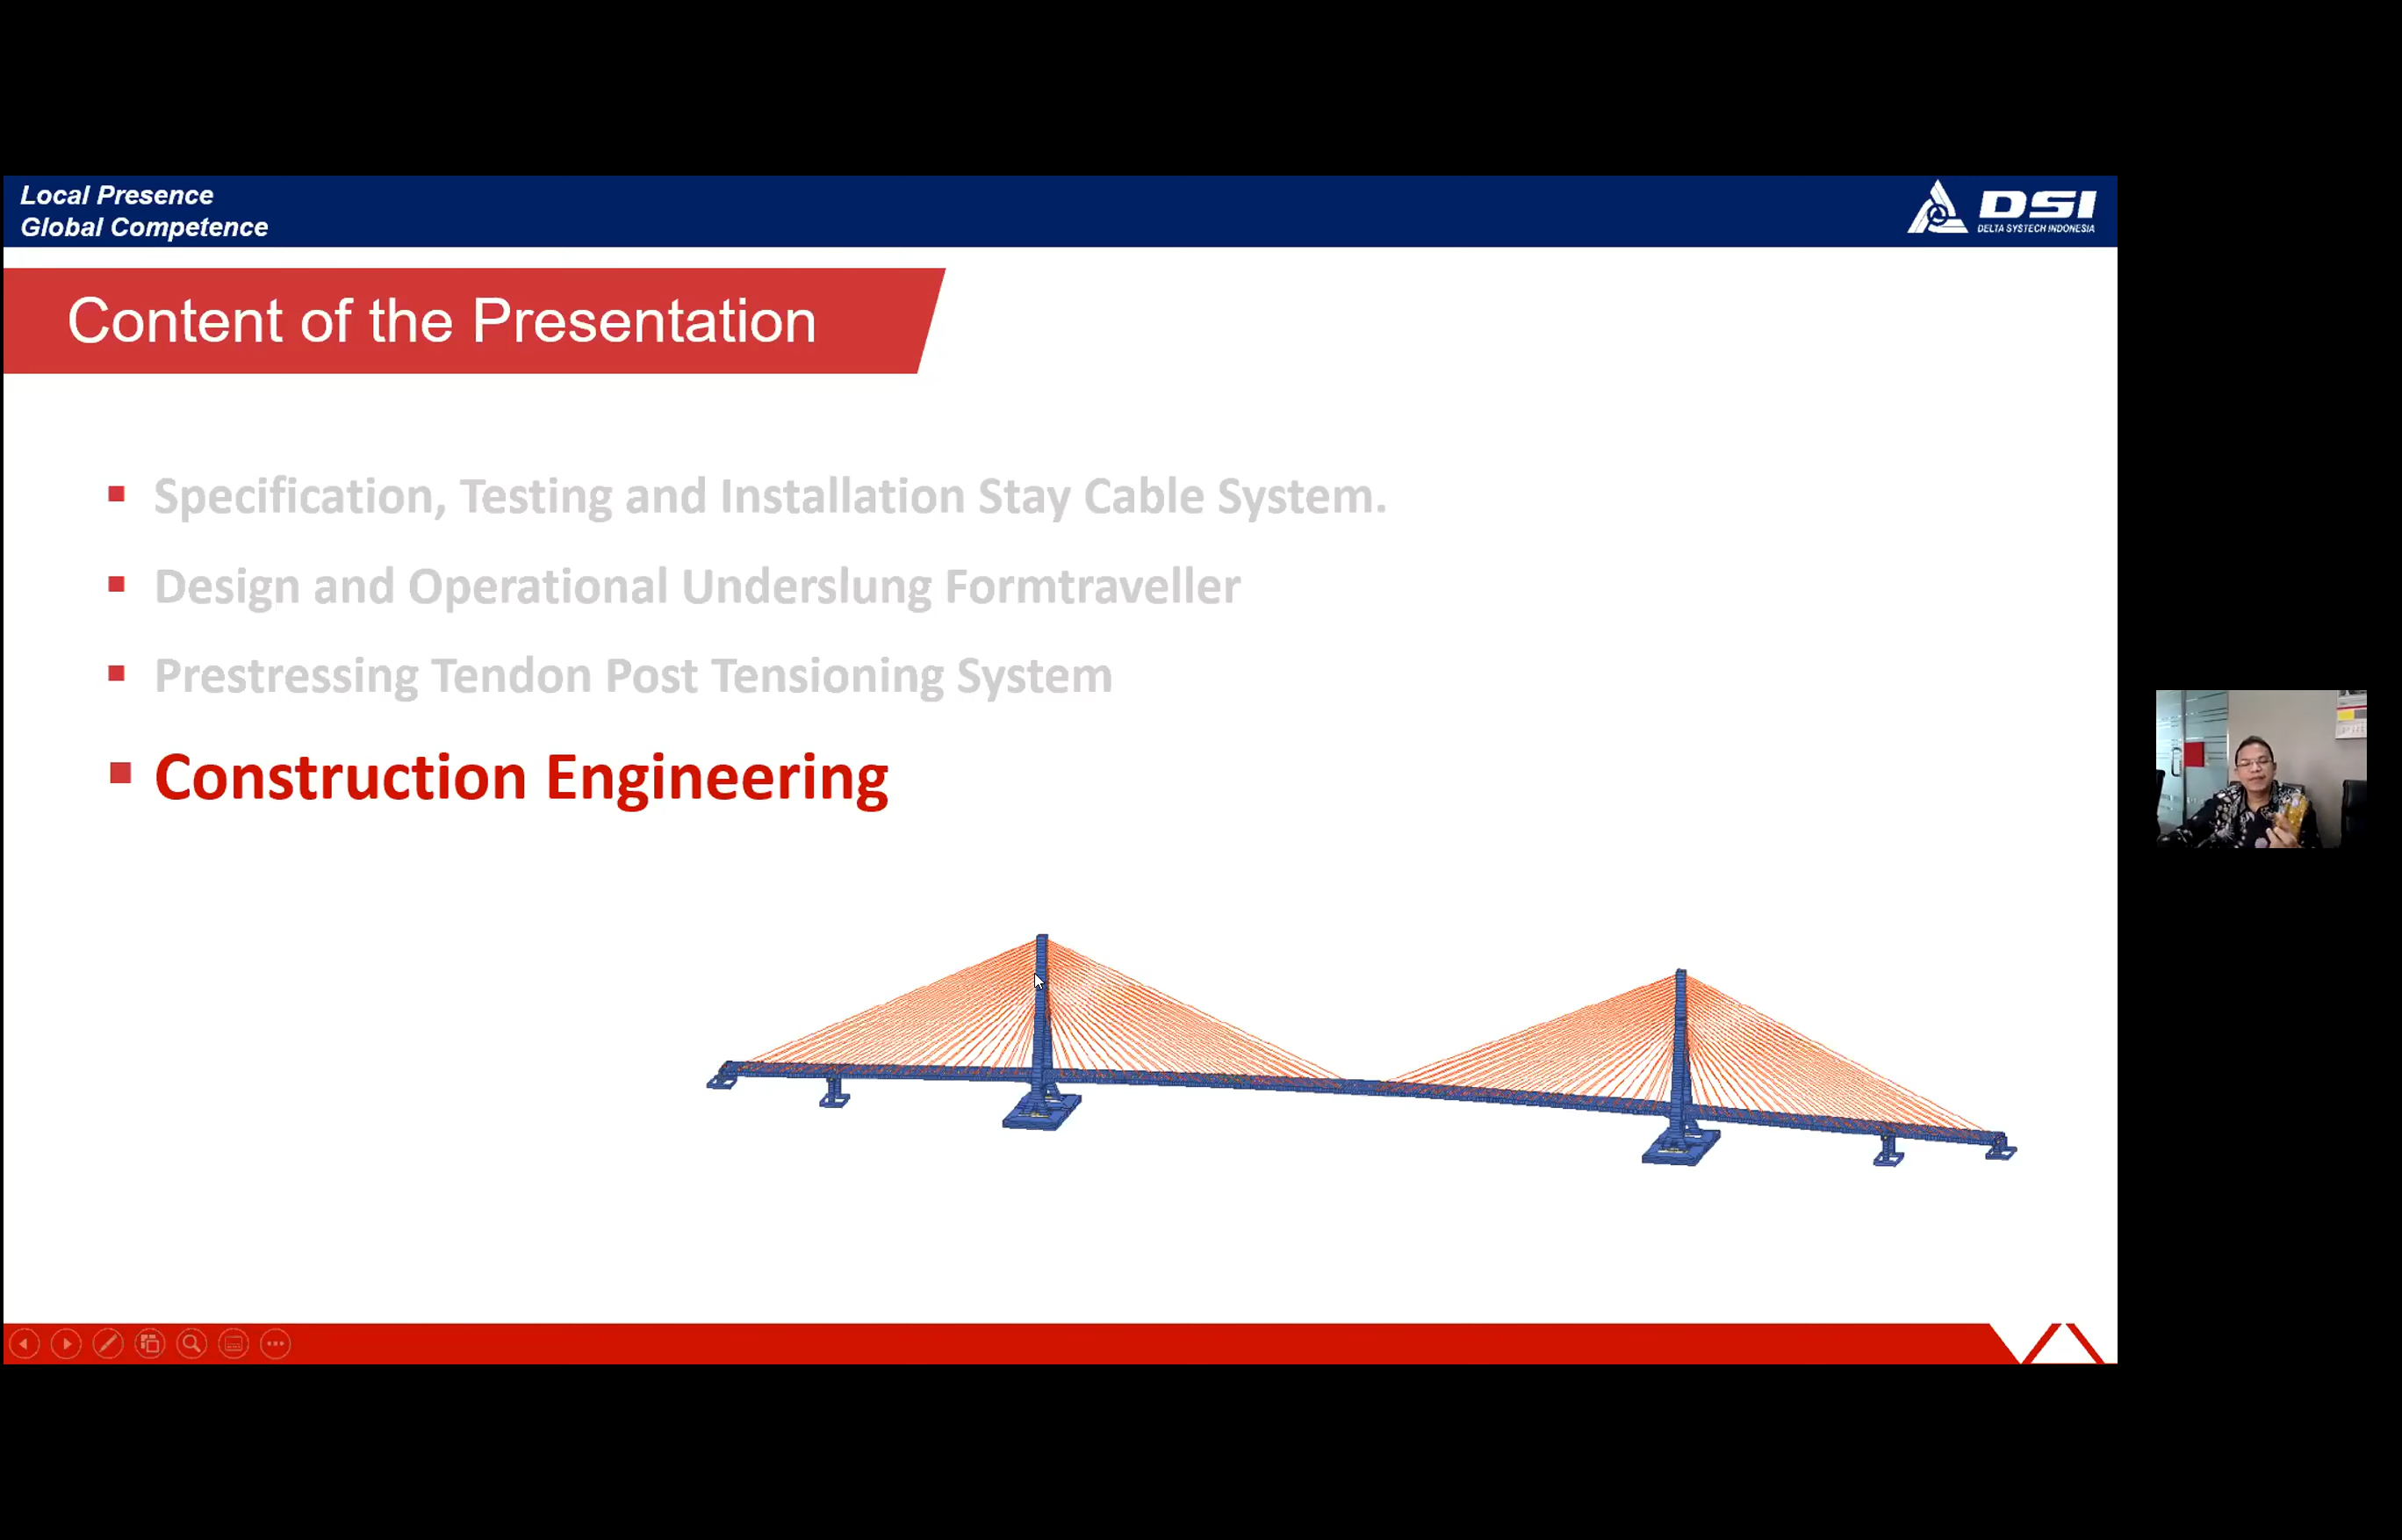 Local Presence
Global Competence
DSI
DELTA SYSTECH INDONESIA
Content of the Presentation
Specification, Testing and Installation Stay Cable System.
Design and Operational Underslung Formtraveller
Prestressing Tendon Post Tensioning System
Construction Engineering